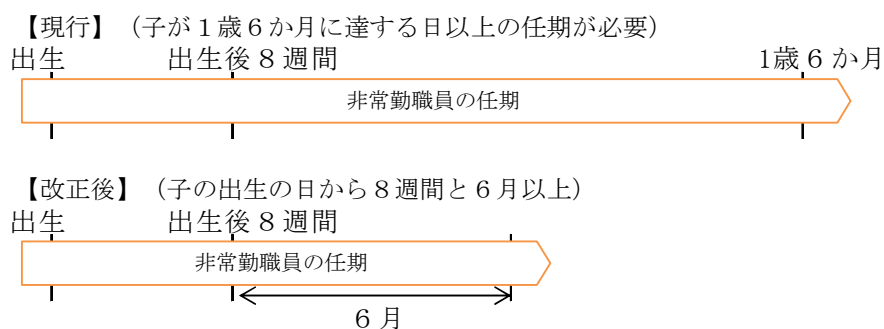 【現行】（子が１歳６か月に達する日以上の任期が必要）
出生 出生後８週間 1歳６か月
非常勤職員の任期
【改正後】（子の出生の日から８週間と６月以上）
出生 出生後８週間
非常勤職員の任期
６月